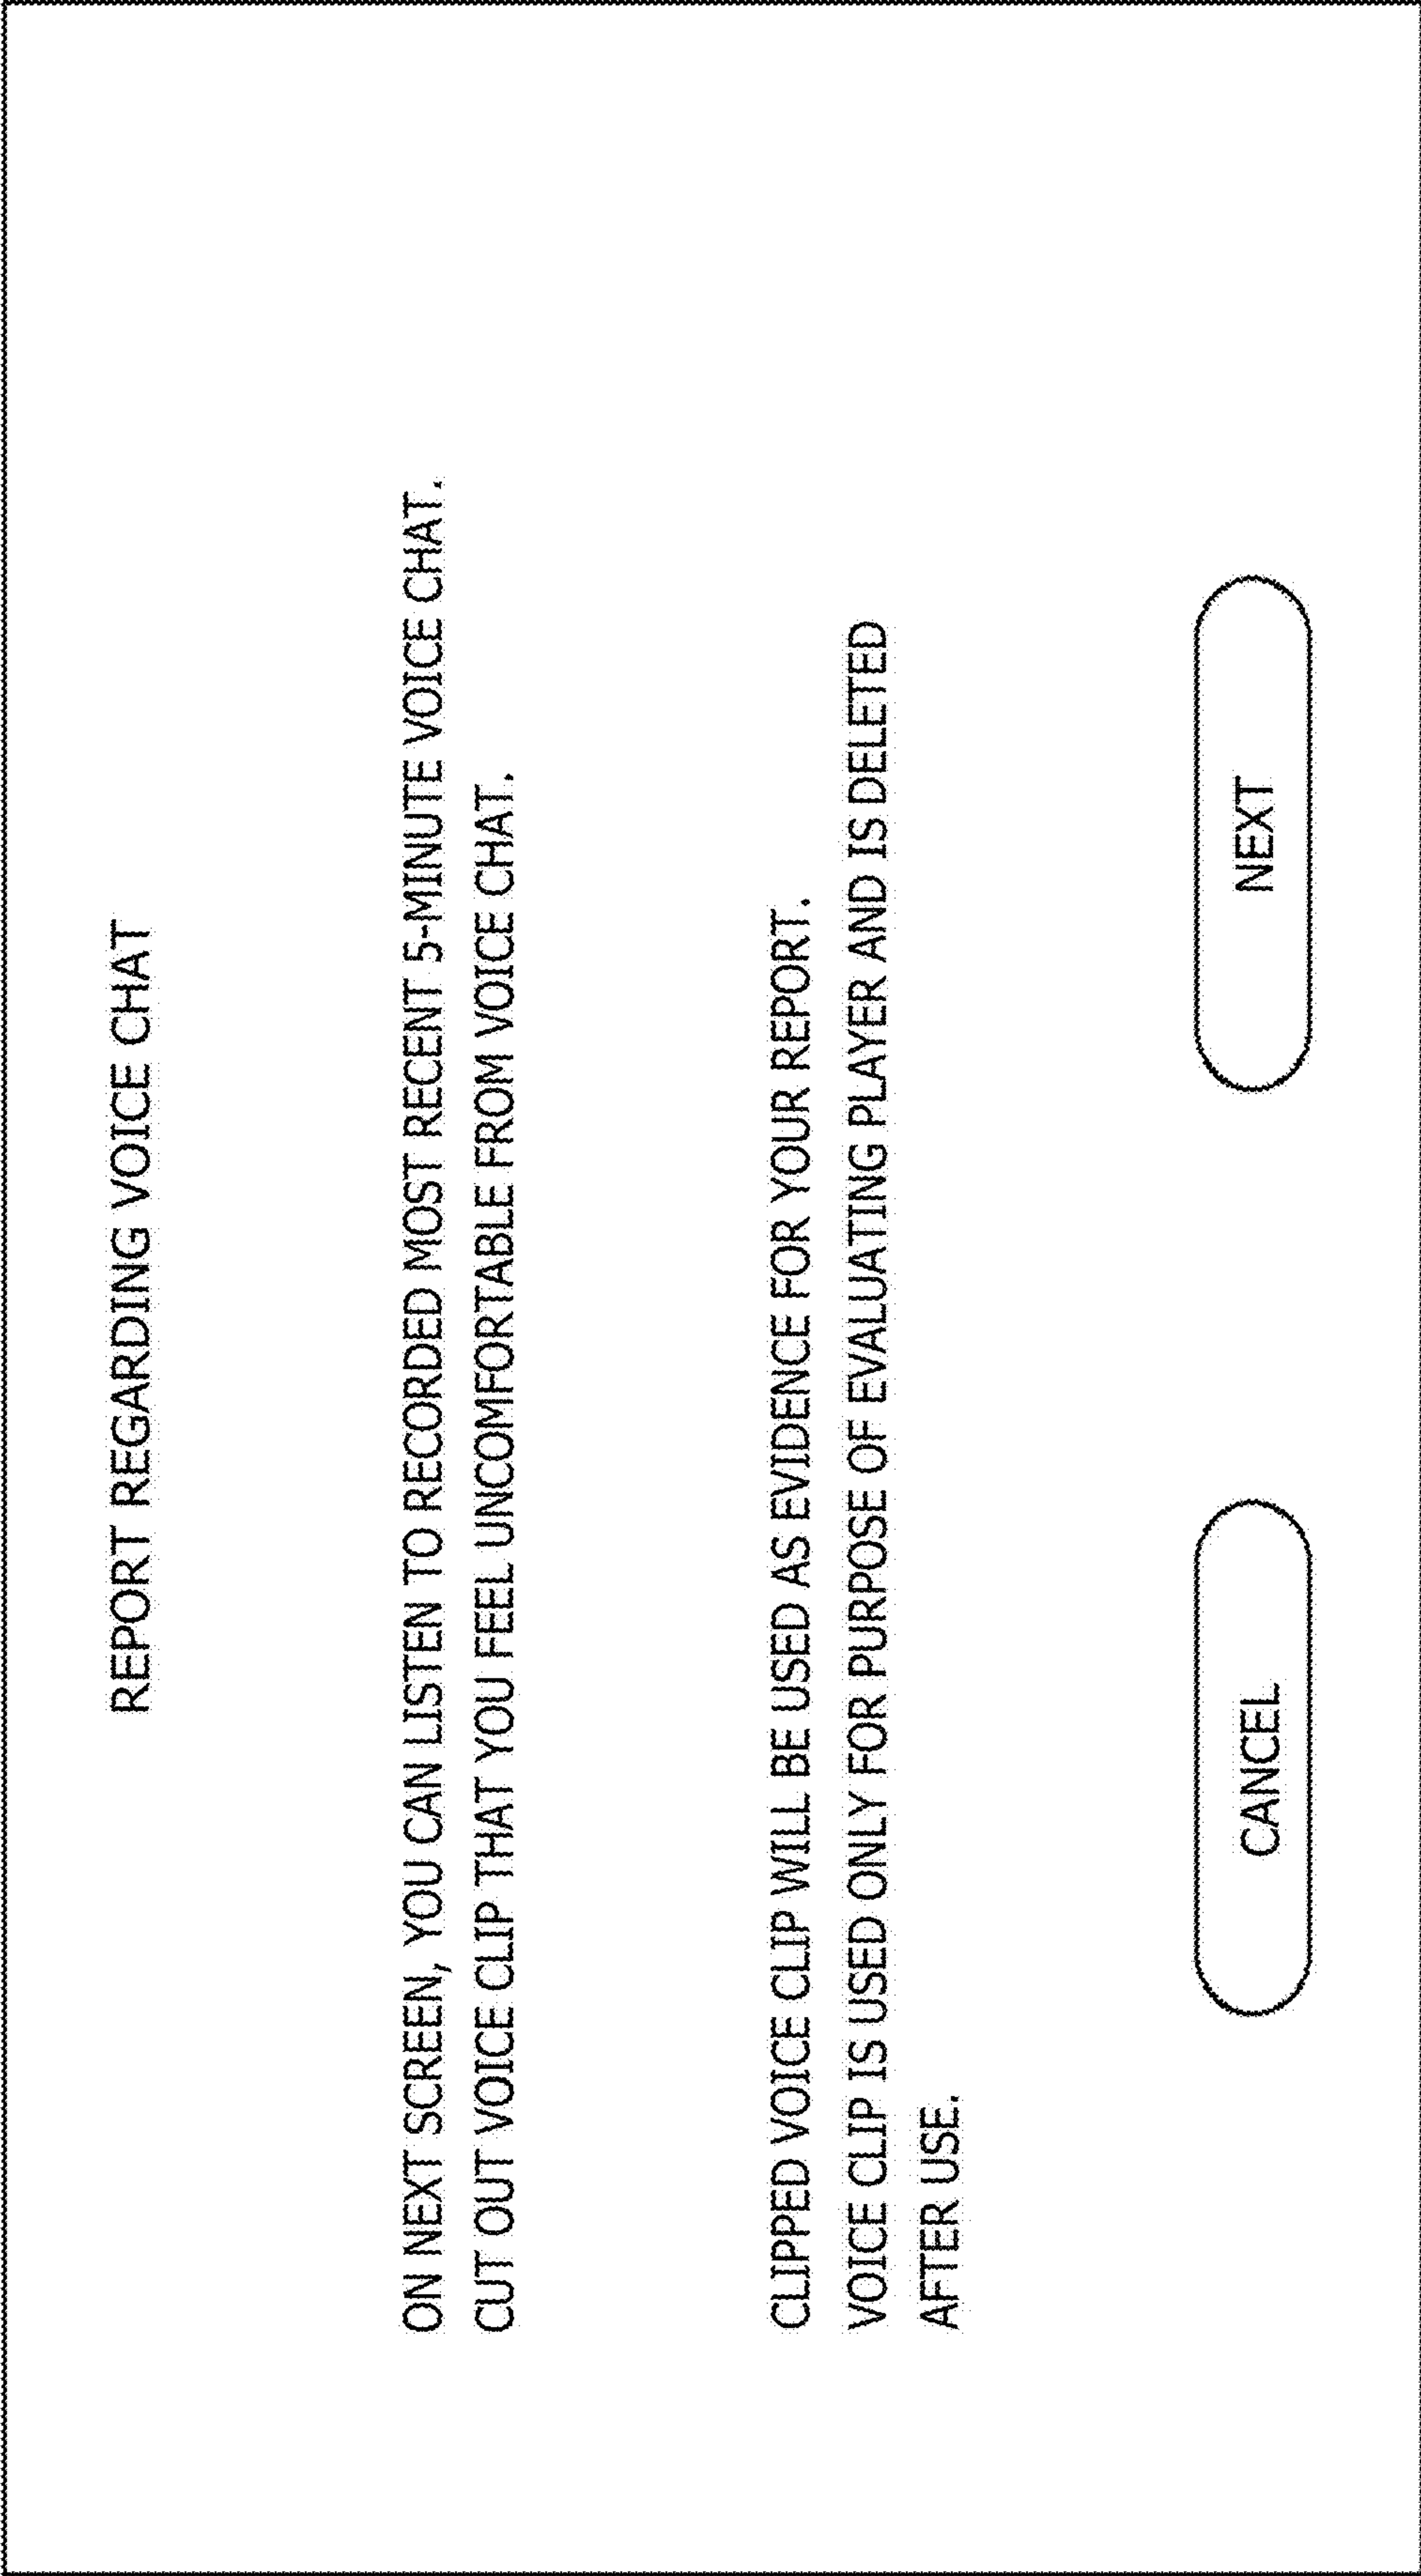 REPORT REGARDING VOICE CHAT
ON NEXT SCREEN, YOU CAN LISTEN TO RECORDED MOST RECENT 5-MINUTE VOICE CHAT.
CUT OUT VOICE CLIP THAT YOU FEEL UNCOMFORTABLE FROM VOICE CHAT.
CLIPPED VOICE CLIP WILL BE USED AS EVIDENCE FOR YOUR REPORT.
VOICE CLIP IS USED ONLY FOR PURPOSE OF EVALUATING PLAYER AND IS DELETED
AFTER USE.
CANCEL
NEXT